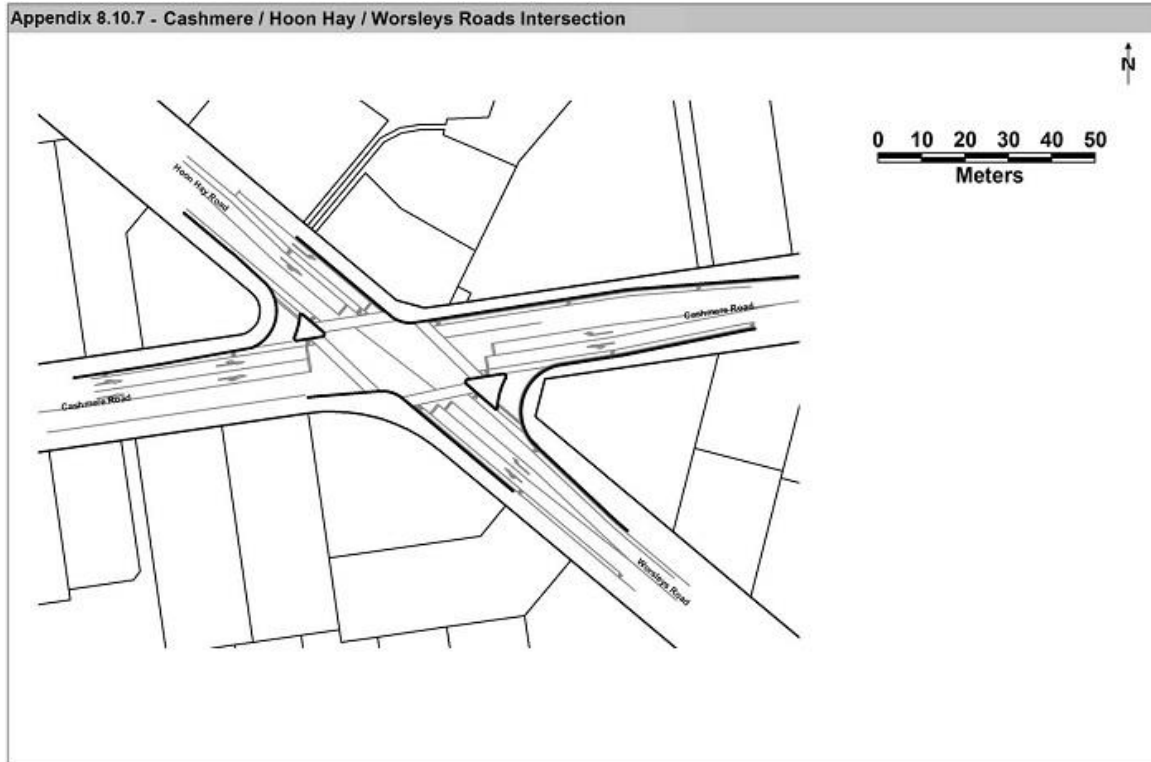 Appendix 8.10.7 - Cashmere / Hoon Hay / Worsleys Roads Intersection
N
0 10 20 30 40 50
Meters
Hoon Hay Road
Cashmere Road
Cashmere Road
Worsleys Road